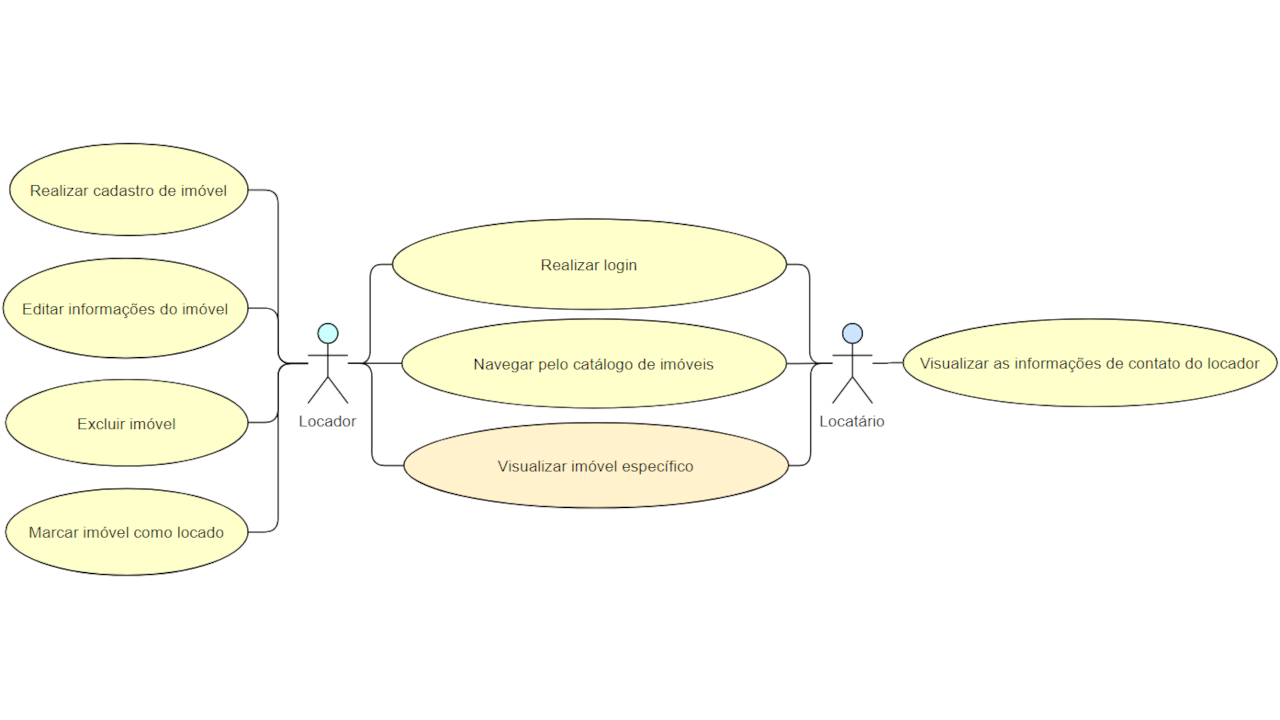 Realizar cadastro de imóvel
Editar informações do imóvel
Excluir imóvel
Marcar imóvel como locado
Locador
Realizar login
Navegar pelo catálogo de imóveis
Visualizar imóvel específico
Locatário
Visualizar as informações de contato do locador